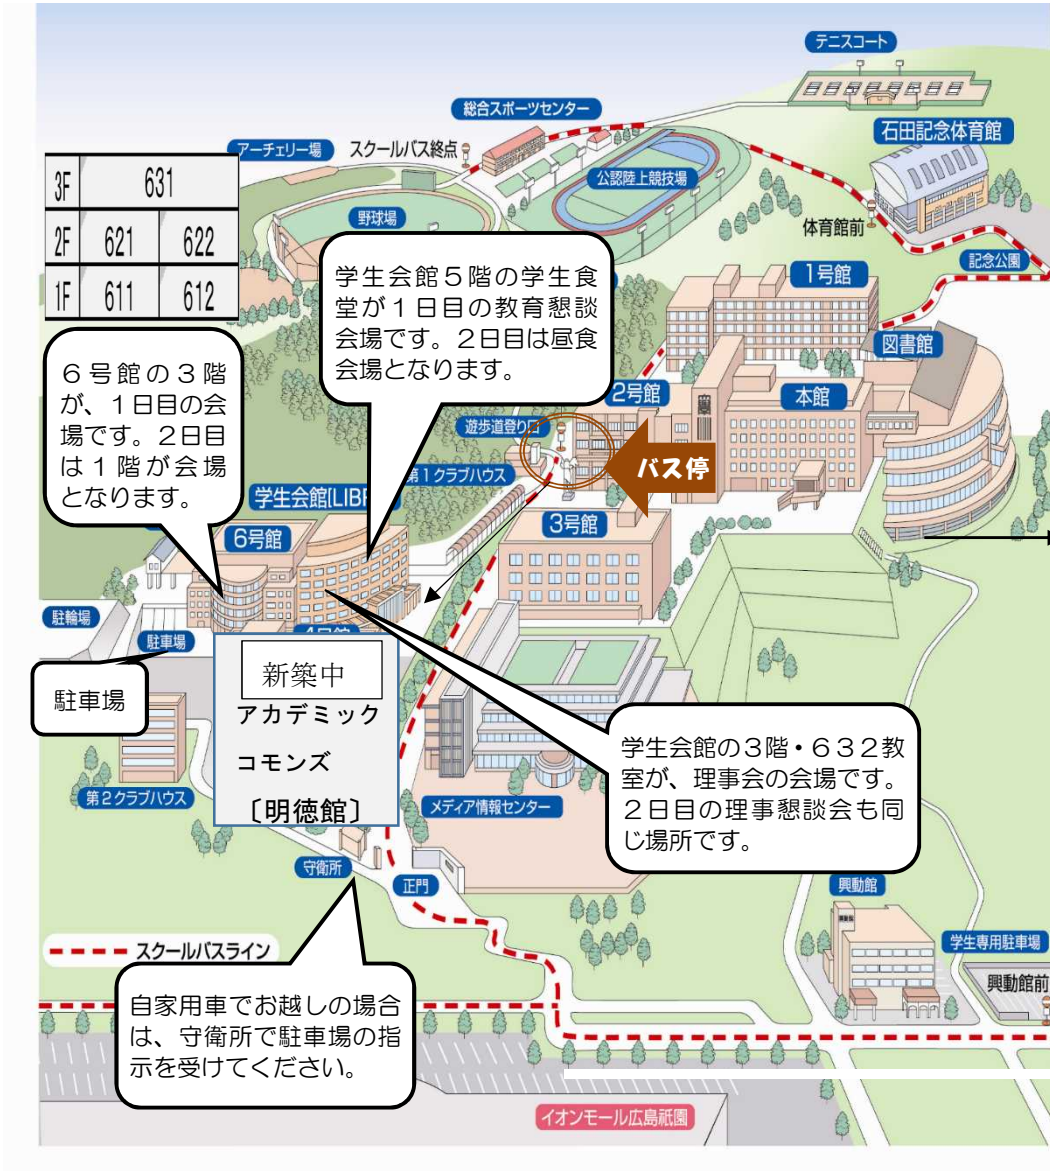 テニスコート
総合スポーツセンター
石田記念体育館
アーチェリー場
スクールバス終点
公認陸上競技場
3F 631
2F 621 622
1F 611 612
野球場
体育館前
記念公園
学生会館5階の学生食
堂が1日目の教育懇談
会場です。2日目は昼食
会場となります。
1号館
図書館
6号館の3階
が、1日目の会
場です。2日目
は1階が会場
となります。
2号館
本館
遊歩道登り口
バス停
第1クラブハウス
学生会館[LIB
3号館
6号館
駐輪場
駐車場
4号館
駐車場
新築中
アカデミック
コモンズ
〔明徳館〕
学生会館の3階・632教
室が、理事会の会場です。
2日目の理事懇談会も同
じ場所です。
第2クラブハウス
メディア情報センター
守衛所
正門
興動館
興動館
スクールバスライン
学生専用駐車場
興動館前
自家用車でお越しの場合
は、守衛所で駐車場の指
示を受けてください。
イオンモール広島祇園